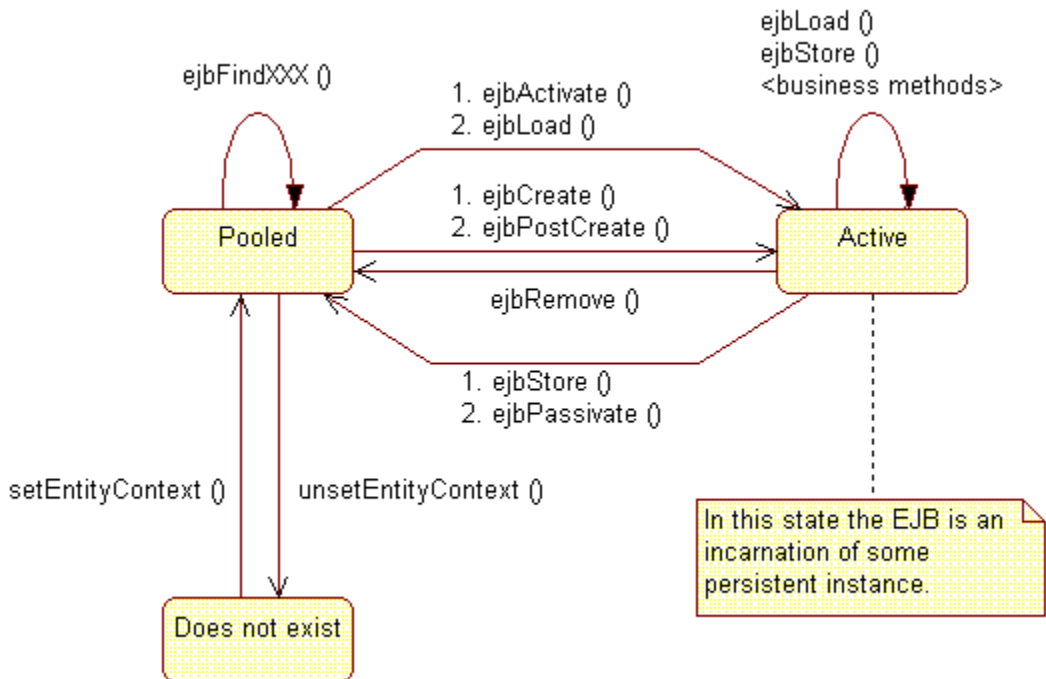 ejbLoad ()
ejbStore ()
<business methods>
ejbFindXXX ()
1. ejbActivate ()
2. ejbLoad ()
1. ejbCreate ()
2. ejbPostCreate ()
Pooled
Active
ejbRemove ()
1. ejbStore ()
2. ejbPassivate ()
setEntityContext ()
unsetEntityContext ()
In this state the EJB is an
incarnation of some
persistent instance.
Does not exist